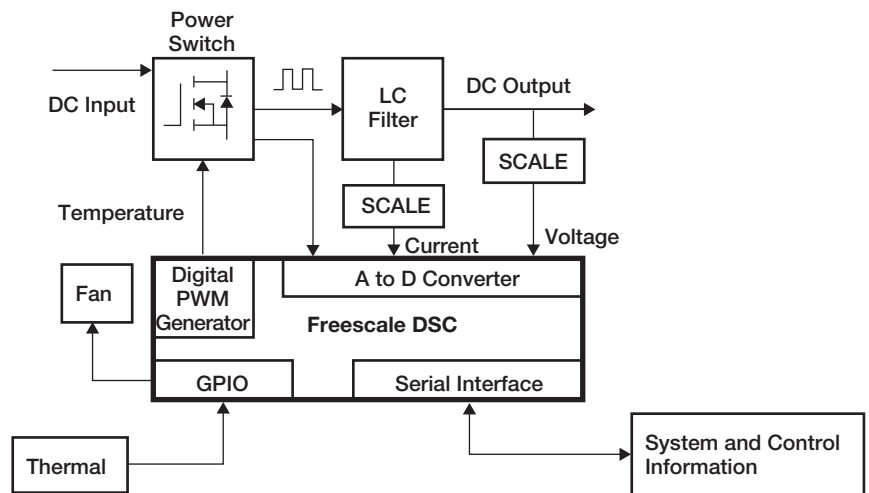 Power
Switch
DC Input
LC
Filter
DC Output
SCALE
SCALE
Temperature
Current
Voltage
Fan
Digital
PWM
Generator
A to D Converter
Freescale DSC
GPIO
Serial Interface
Thermal
System and Control
Information